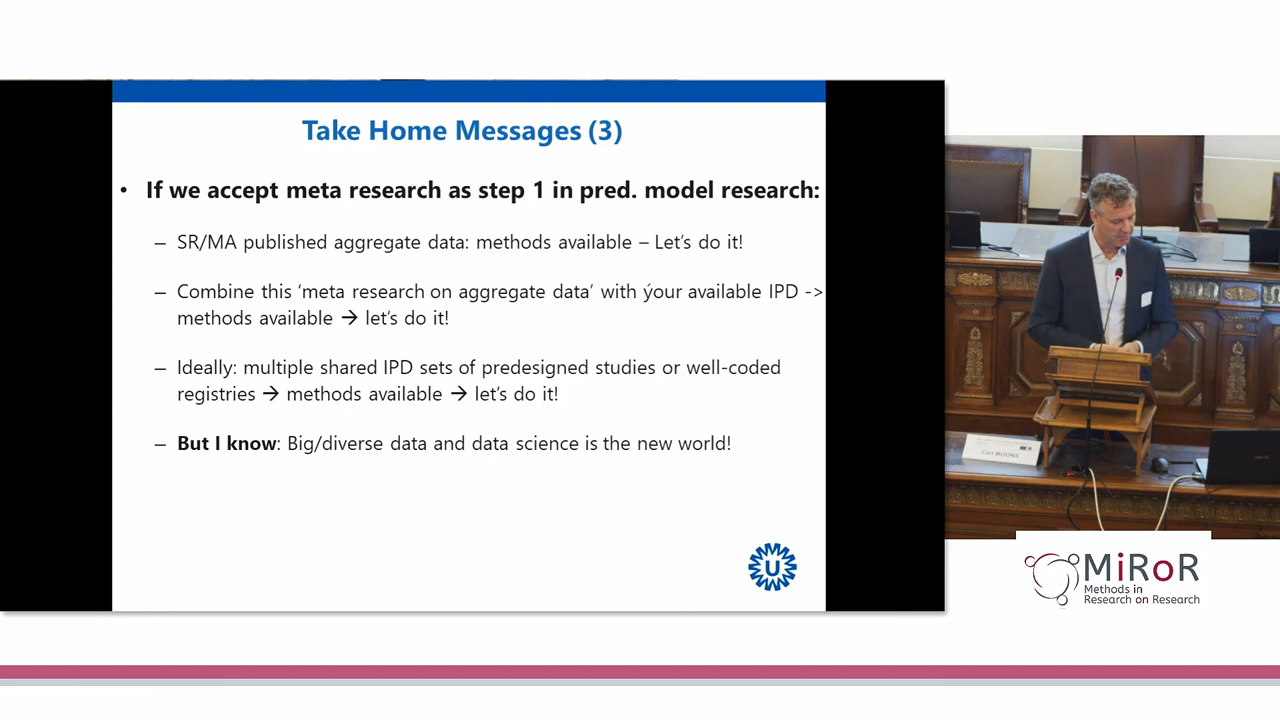 Take Home Messages (3)
• If we accept meta research as step 1 in pred. model research:
– SR/MA published aggregate data: methods available – Let's do it!
– Combine this 'meta research on aggregate data' with your available IPD ->
methods available → let's do it!
– Ideally: multiple shared IPD sets of predesigned studies or well-coded
registries → methods available → let's do it!
– But I know: Big/diverse data and data science is the new world!
U
Carl MOONS
MiRoR
Methods in
Research on Research